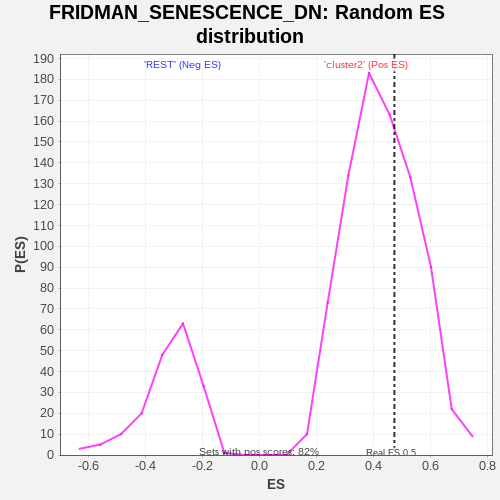 FRIDMAN_SENESCENCE_DN: Random ES
distribution
'REST' (Neg ES)
'cluster2' (Pos ES)
190
180
170
160
150
140
130
120
110
100
90
80
70
60
50
40
30
20
10
0
P(ES)
Sets with pos scores: 82%
Real ES 0.5
-0.6 -0.4 -0.2 0.0 0.2 0.4 0.6 0.8
ES